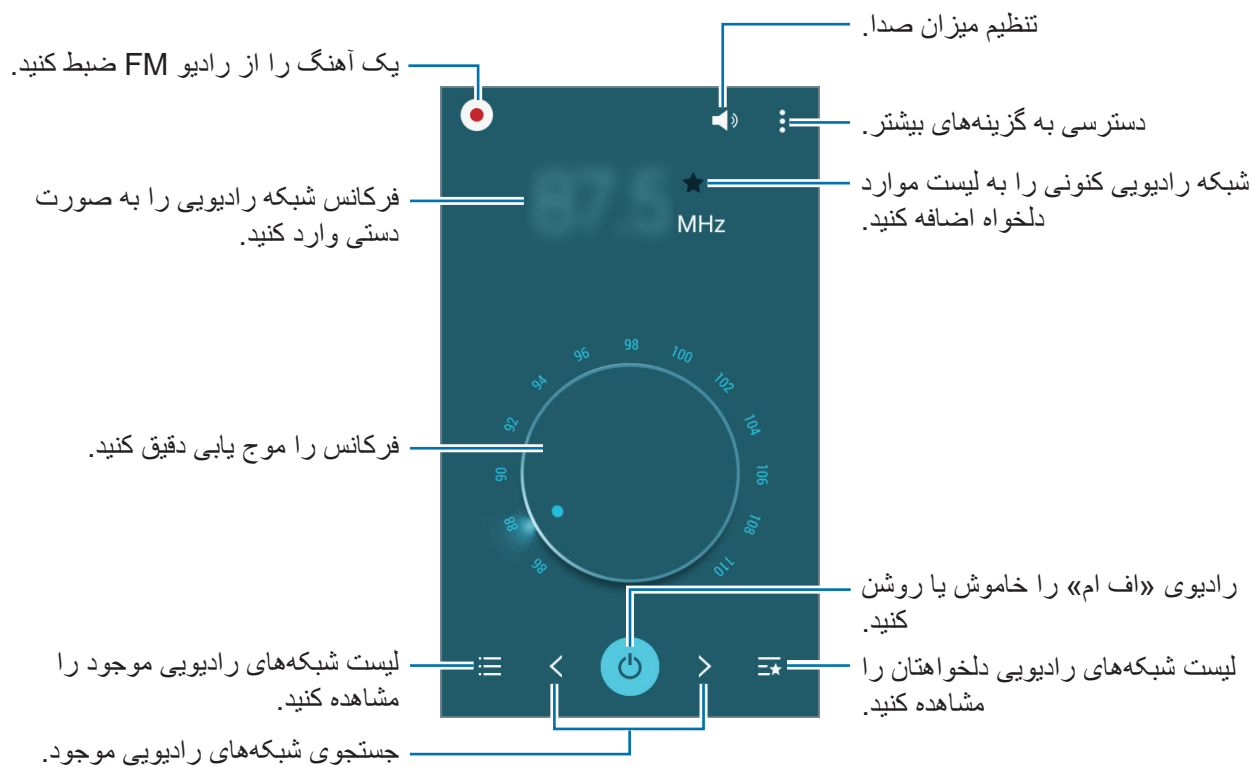 تنظیم میزان صدا.
یک آهنگ را از رادیو FM ضبط کنید.
دسترسی به گزینه‌های بیشتر.
شبکه رادیویی کنونی را به لیست موارد
دلخواه اضافه کنید.
فرکانس شبکه رادیویی را به صورت
دستی وارد کنید.
87.5
MHz
86
88
90
92
94
96
98
100
102
104
106
108
110
فرکانس را موج یابی دقیق کنید.
رادیوی «اف ام» را خاموش یا روشن
کنید.
لیست شبکه‌های رادیویی دلخواهتان را
مشاهده کنید.
لیست شبکه‌های رادیویی موجود را
مشاهده کنید.
جستجوی شبکه‌های رادیویی موجود.